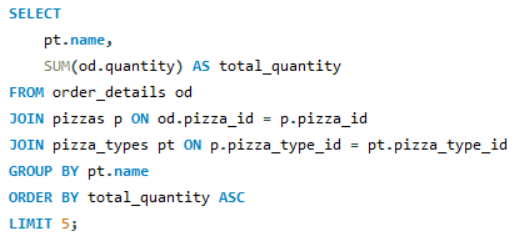 SELECT
    pt.name,
    SUM(od.quantity) AS total_quantity
FROM order_details od
JOIN pizzas p ON od.pizza_id = p.pizza_id
JOIN pizza_types pt ON p.pizza_type_id = pt.pizza_type_id
GROUP BY pt.name
ORDER BY total_quantity ASC
LIMIT 5;